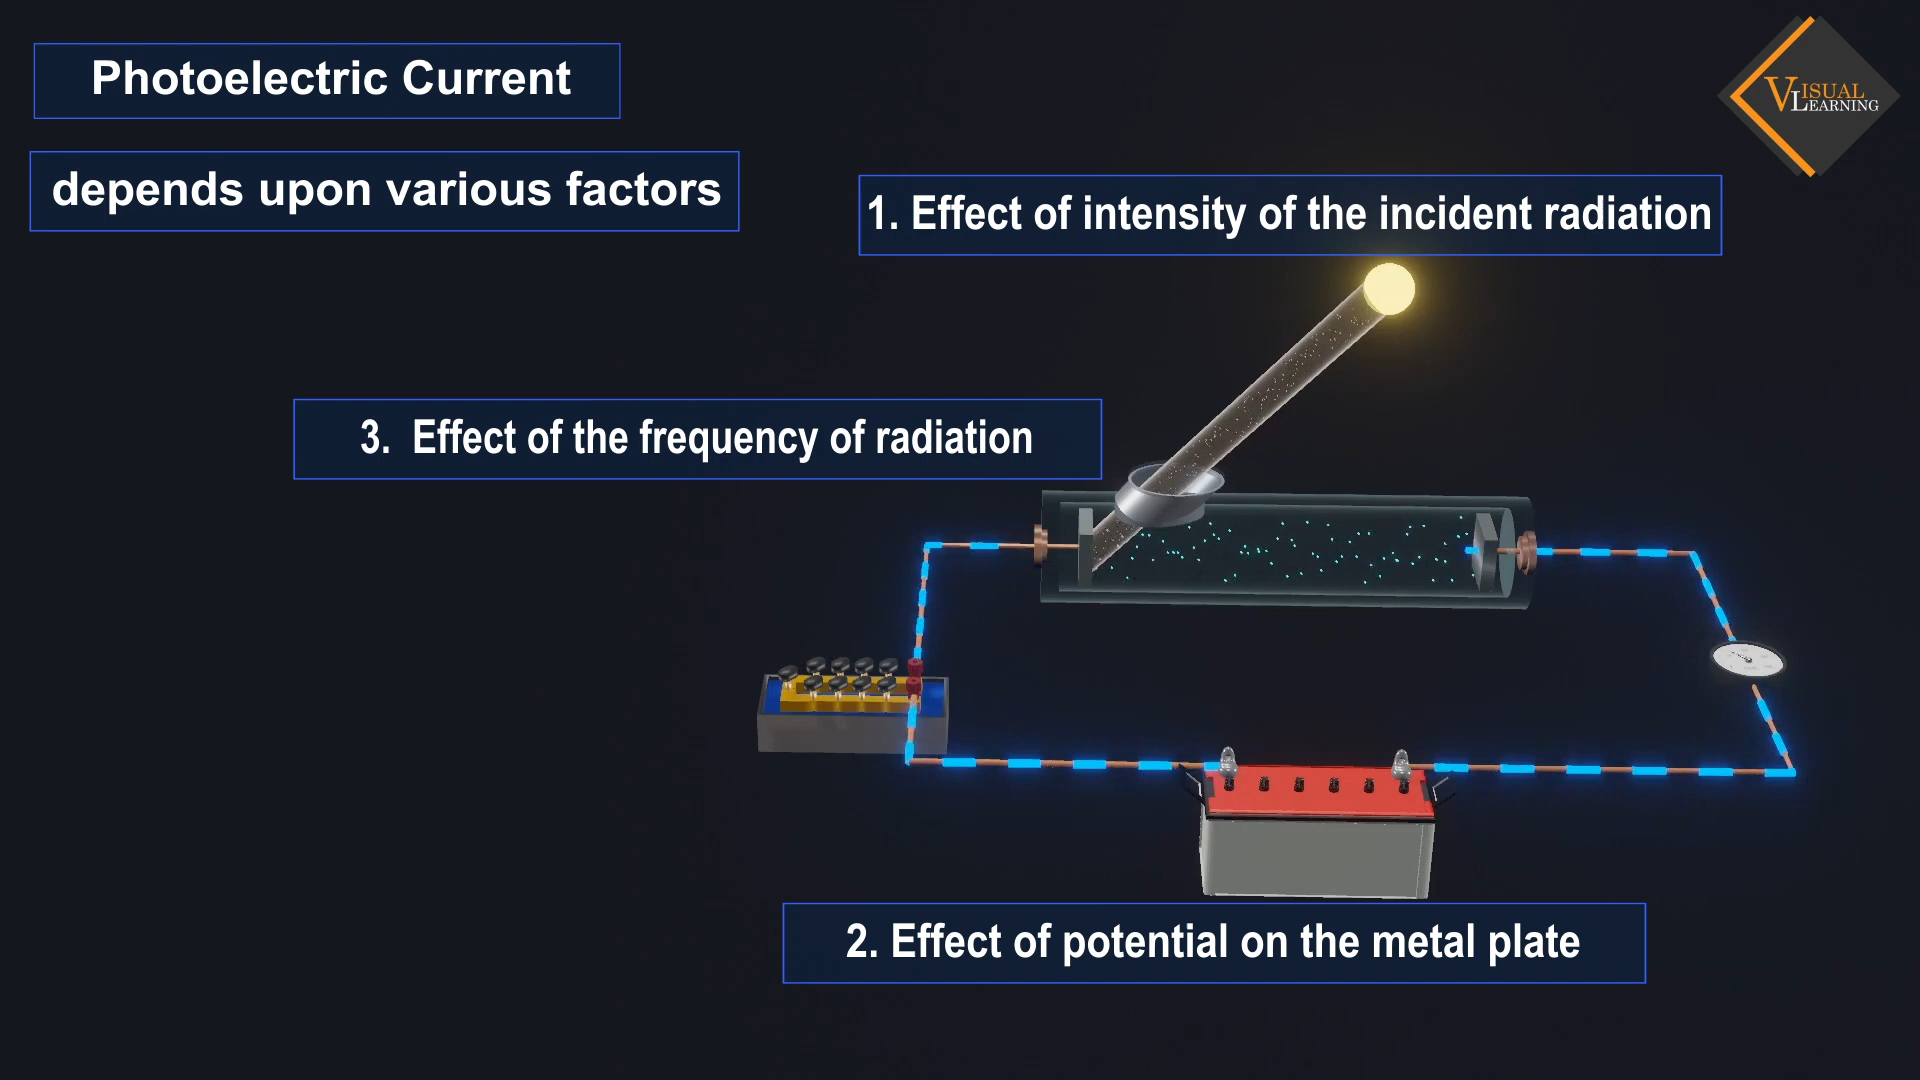 Photoelectric Current
depends upon various factors
VISUAL
LEARNING
1. Effect of intensity of the incident radiation
3. Effect of the frequency of radiation
2. Effect of potential on the metal plate